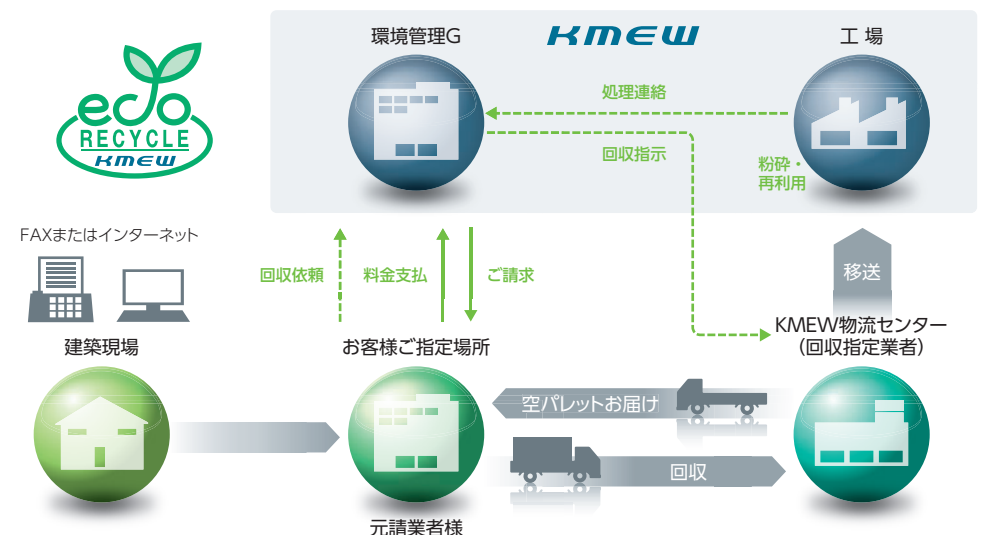 環境管理G
KMEW
工場
eco
RECYCLE
KMEW
処理連絡
回収指示
粉砕・
再利用
FAXまたはインターネット
回収依頼
料金支払
ご請求
移送
建築現場
お客様ご指定場所
KMEW物流センター
（回収指定業者）
空パレットお届け
回収
元請業者様